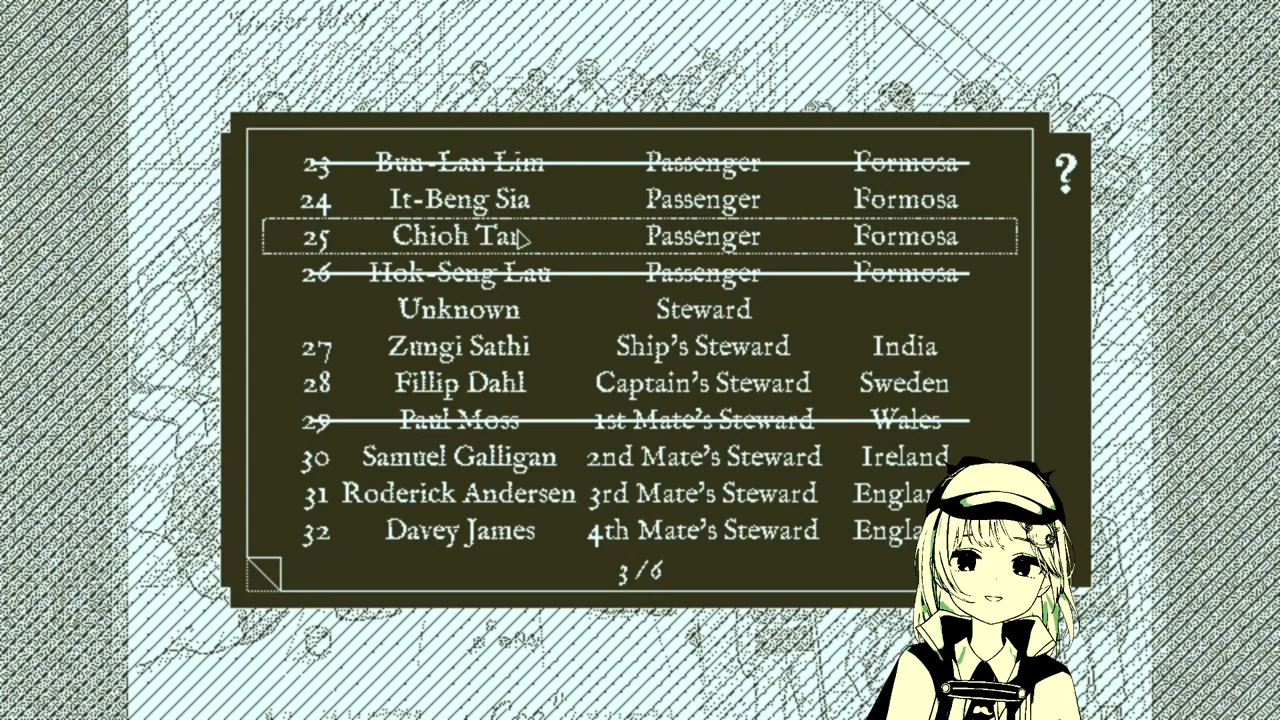 23 Bun-Lan Lim Passenger Formosa
?
24 It-Beng Sia Passenger Formosa
25 Chioh Passenger Formosa
26 Hok-Seng Lau Passenger Formosa
Unknown Steward
27 Zungi Sathi Ship's Steward India
28 Fillip Dahl Captain's Steward Sweden
29 Paul Moss 1st Mate's Steward Wales
30 Samuel Galligan 2nd Mate's Steward Ireland
31 Roderick Andersen 3rd Mate's Steward
32 Davey James 4th Mate's Steward
3/6